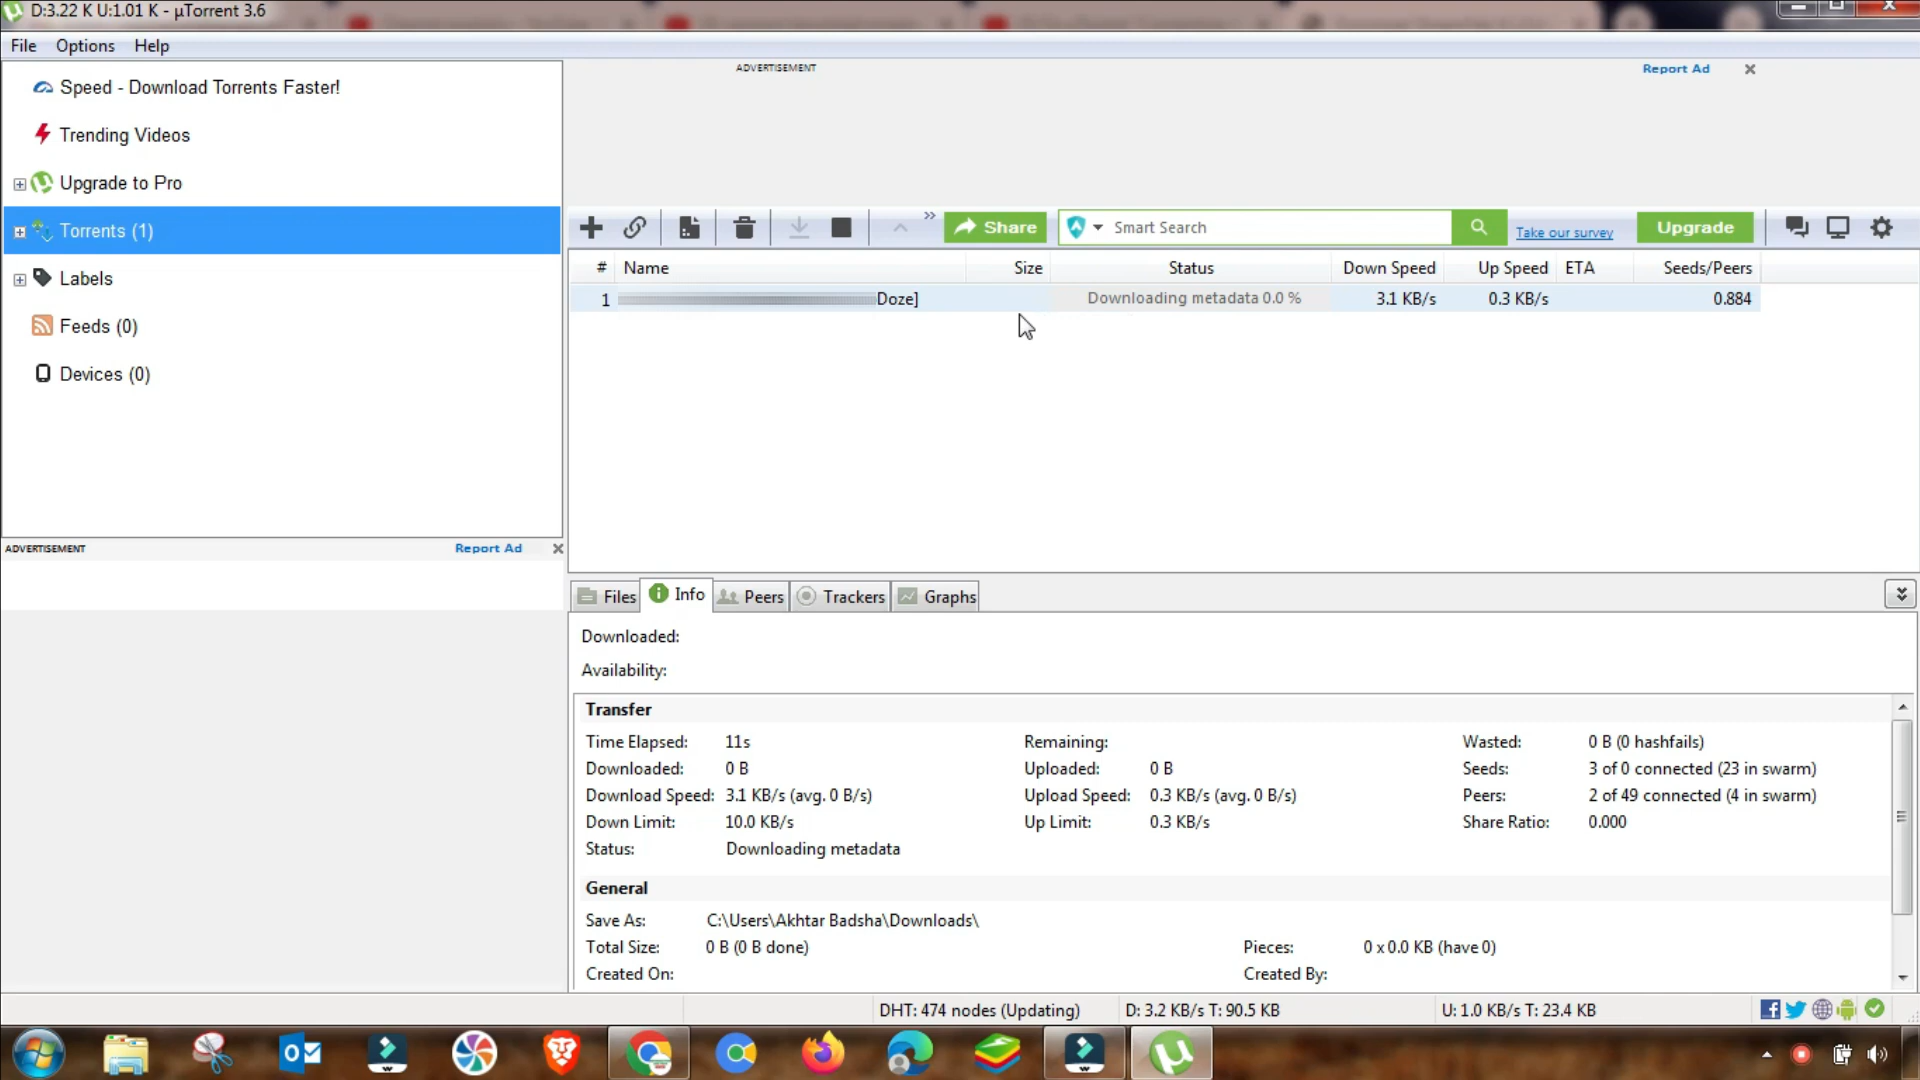 D:3.22 K U:1.01 K - µTorrent 3.6
File Options Help
Speed - Download Torrents Faster!
Trending Videos
Upgrade to Pro
Torrents (1)
Labels
Feeds (0)
Devices (0)
ADVERTISEMENT Report Ad
ADVERTISEMENT Report Ad
Share Smart Search Take our survey Upgrade
# Name Size Status Down Speed Up Speed ETA Seeds/Peers
1 Doze] Downloading metadata 0.0 % 3.1 KB/s 0.3 KB/s 0.884
Files Info Peers Trackers Graphs
Downloaded:
Availability:
Transfer
Time Elapsed: 11s Remaining: Wasted: 0 B (0 hashfails)
Downloaded: 0 B Uploaded: 0 B Seeds: 3 of 0 connected (23 in swarm)
Download Speed: 3.1 KB/s (avg. 0 B/s) Upload Speed: 0.3 KB/s (avg. 0 B/s) Peers: 2 of 49 connected (4 in swarm)
Down Limit: 10.0 KB/s Up Limit: 0.3 KB/s Share Ratio: 0.000
Status: Downloading metadata
General
Save As: C:\Users\Akhtar Badsha\Downloads\
Total Size: 0 B (0 B done) Pieces: 0 x 0.0 KB (have 0)
Created On: Created By:
DHT: 474 nodes (Updating) D: 3.2 KB/s T: 90.5 KB U: 1.0 KB/s T: 23.4 KB